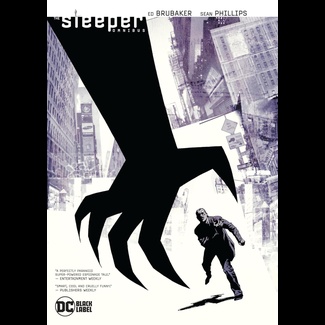 sleeper
OMNIBUS
ED BRUBAKER
SEAN PHILLIPS
"A PERFECTLY PARANOID,
SUPER-POWERED ESPIONAGE TALE."
— ENTERTAINMENT WEEKLY
"SMART, COOL AND CRUELLY FUNNY."
— PUBLISHERS WEEKLY
DC
BLACK
LABEL